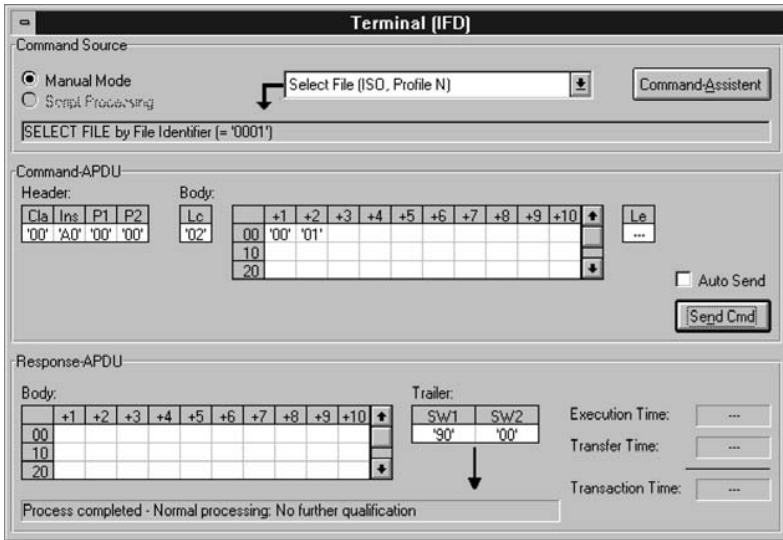 Terminal (IFD)
Command Source
Manual Mode
Script Processing
Select File (ISO, Profile N)
Command-Assistent
SELECT FILE by File Identifier (= '0001')
Command-APDU
Header:
Body:
Cla Ins P1 P2
Lc
+1 +2 +3 +4 +5 +6 +7 +8 +9 +10
Le
'00' 'A0' '00' '00'
'02'
00 '00' '01'
---
10
20
Auto Send
Send Cmd
Response-APDU
Body:
Trailer:
+1 +2 +3 +4 +5 +6 +7 +8 +9 +10
SW1 SW2
Execution Time: ---
00
'90' '00'
10
Transfer Time: ---
20
Transaction Time: ---
Process completed - Normal processing: No further qualification